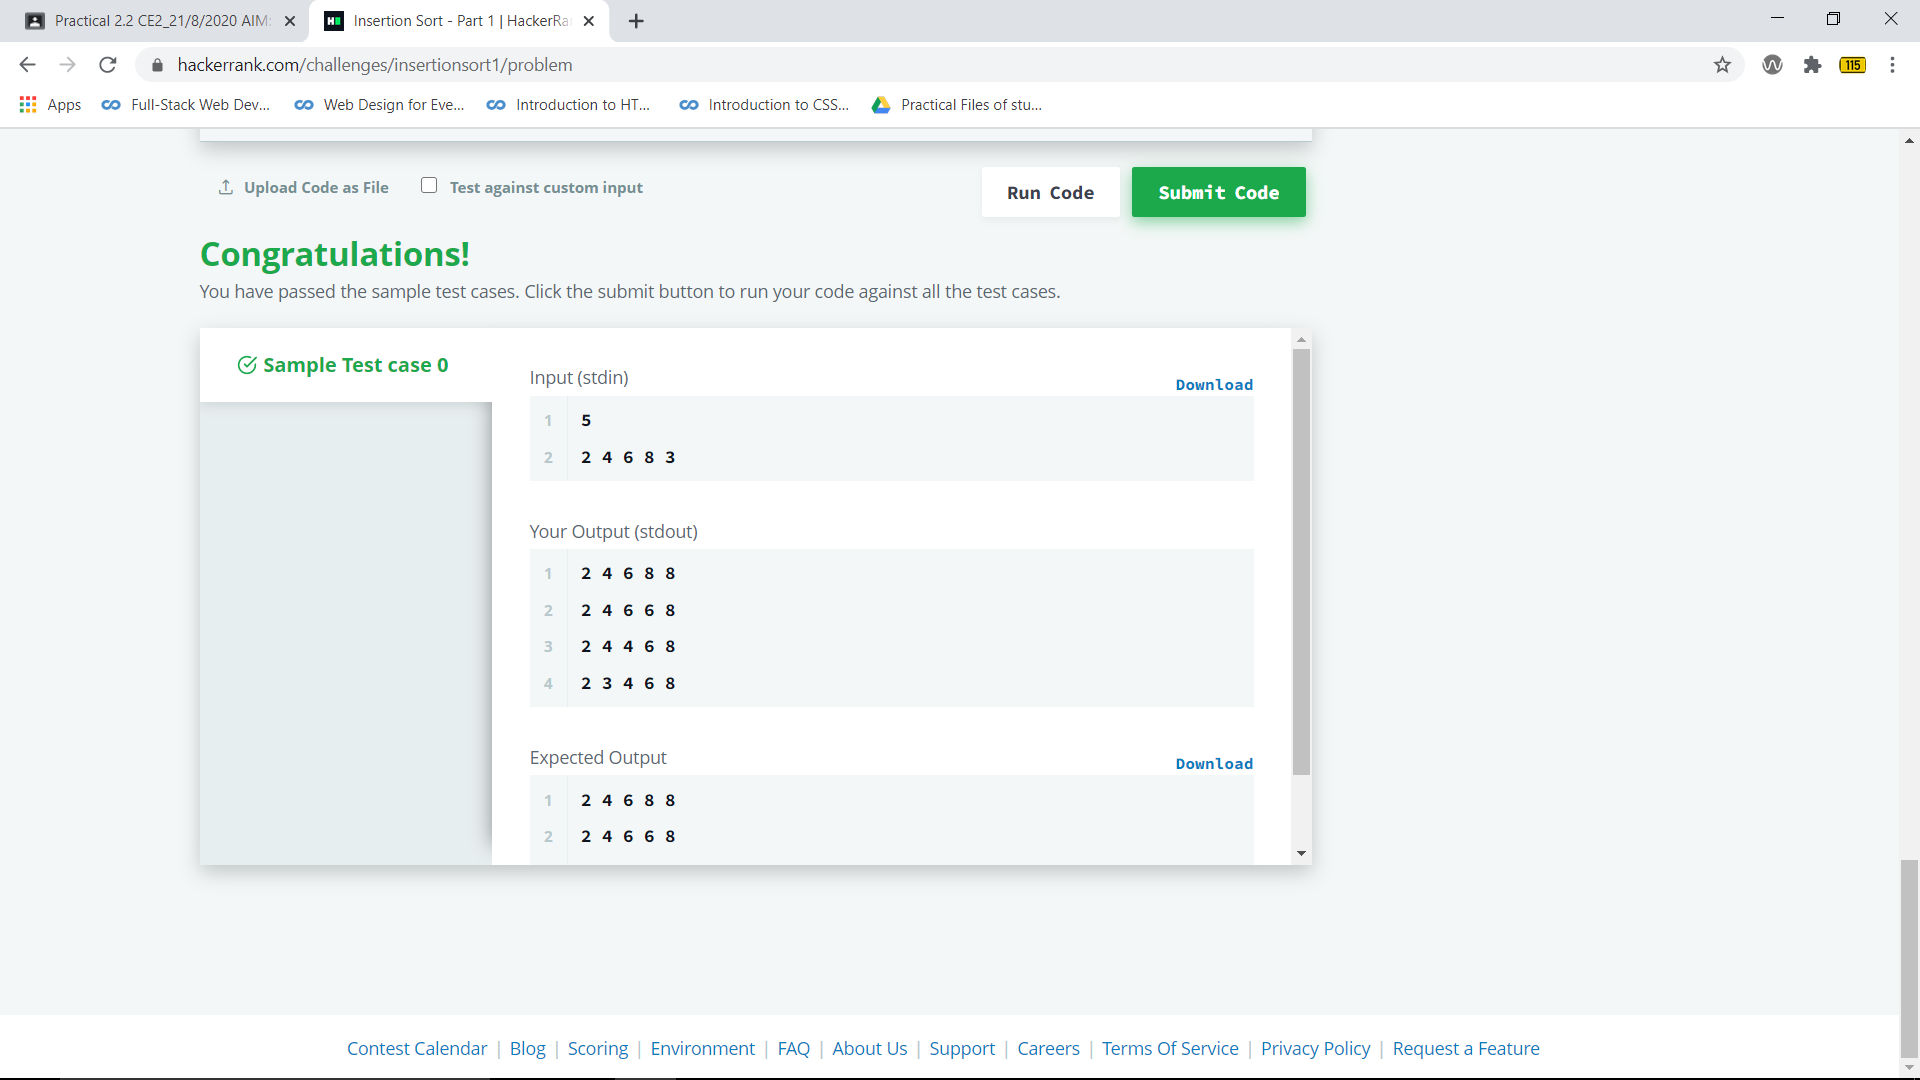 Practical 2.2 CE2_21/8/2020 AIM:
Insertion Sort - Part 1 | HackerRa
hackerrank.com/challenges/insertionsort1/problem
115
Apps
Full-Stack Web Dev...
Web Design for Eve...
Introduction to HT...
Introduction to CSS...
Practical Files of stu...
Upload Code as File
Test against custom input
Run Code
Submit Code
Congratulations!
You have passed the sample test cases. Click the submit button to run your code against all the test cases.
Sample Test case 0
Input (stdin)
Download
1 5
2 2 4 6 8 3
Your Output (stdout)
1 2 4 6 8 8
2 2 4 6 6 8
3 2 4 4 6 8
4 2 3 4 6 8
Expected Output
Download
1 2 4 6 8 8
2 2 4 6 6 8
Contest Calendar | Blog | Scoring | Environment | FAQ | About Us | Support | Careers | Terms Of Service | Privacy Policy | Request a Feature